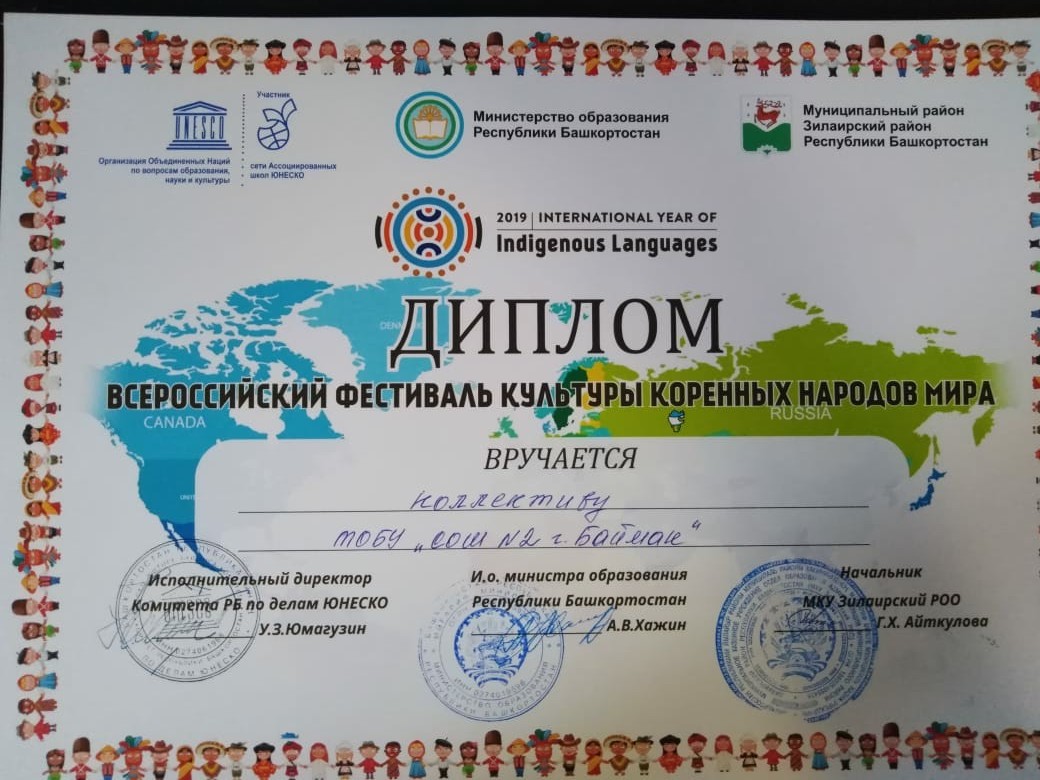 UNESCO
Организация Объединенных Наций
по вопросам образования,
науки и культуры
Участник
сети Ассоциированных
школ ЮНЕСКО
Министерство образования
Республики Башкортостан
Муниципальный район
Зилаирский район
Республики Башкортостан
2019 | INTERNATIONAL YEAR OF
Indigenous Languages
ДИПЛОМ
ВСЕРОССИЙСКИЙ ФЕСТИВАЛЬ КУЛЬТУРЫ КОРЕННЫХ НАРОДОВ МИРА
CANADA
RUSSIA
ВРУЧАЕТСЯ
коллективу
МОБУ „СОШ №2 г. Баймак"
Исполнительный директор
Комитета РБ по делам ЮНЕСКО
У.З.Юмагузин
И.о. министра образования
Республики Башкортостан
А.В.Хажин
Начальник
МКУ Зилаирский РОО
Г.Х. Айткулова